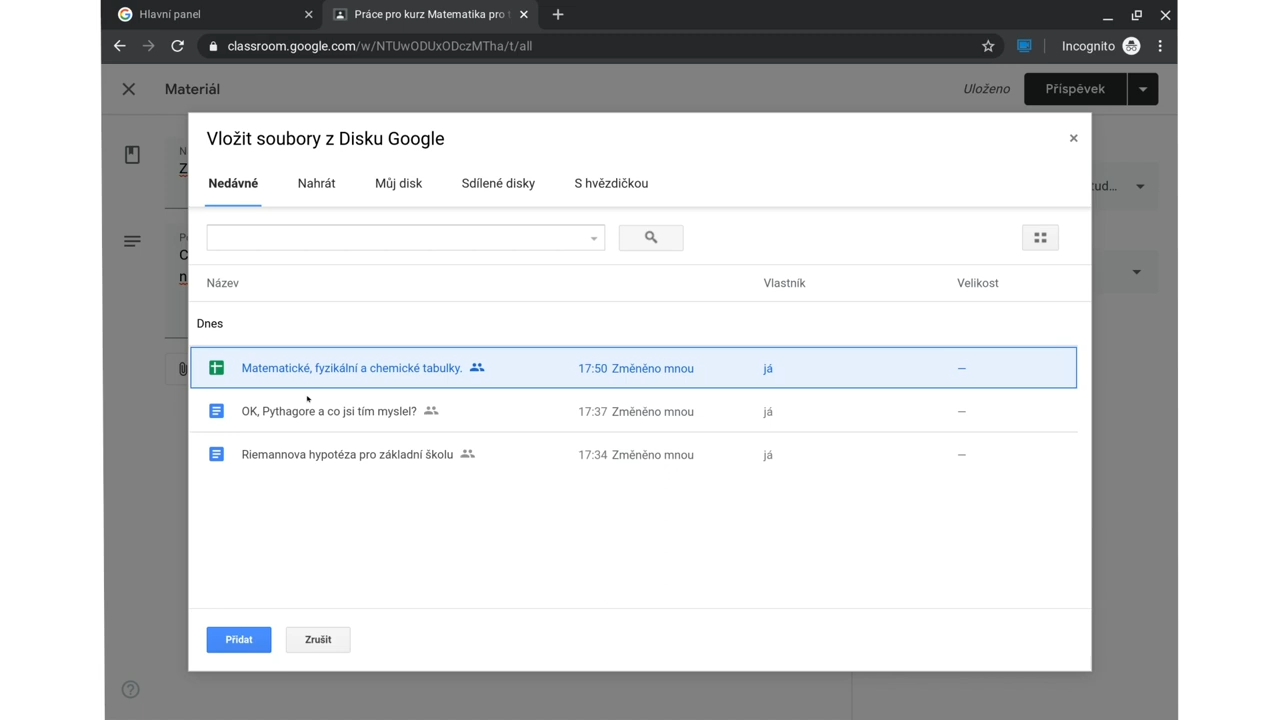 Hlavní panel
Práce pro kurz Matematika pro
classroom.google.com/w/NTUwODUxODczMTha/t/all
Incognito
Materiál
Uloženo
Příspěvek
Vložit soubory z Disku Google
Nedávné Nahrát Můj disk Sdílené disky S hvězdičkou
Název Vlastník Velikost
Dnes
Matematické, fyzikální a chemické tabulky. 17:50 Změněno mnou já —
OK, Pythagore a co jsi tím myslel? 17:37 Změněno mnou já —
Riemannova hypotéza pro základní školu 17:34 Změněno mnou já —
Přidat Zrušit